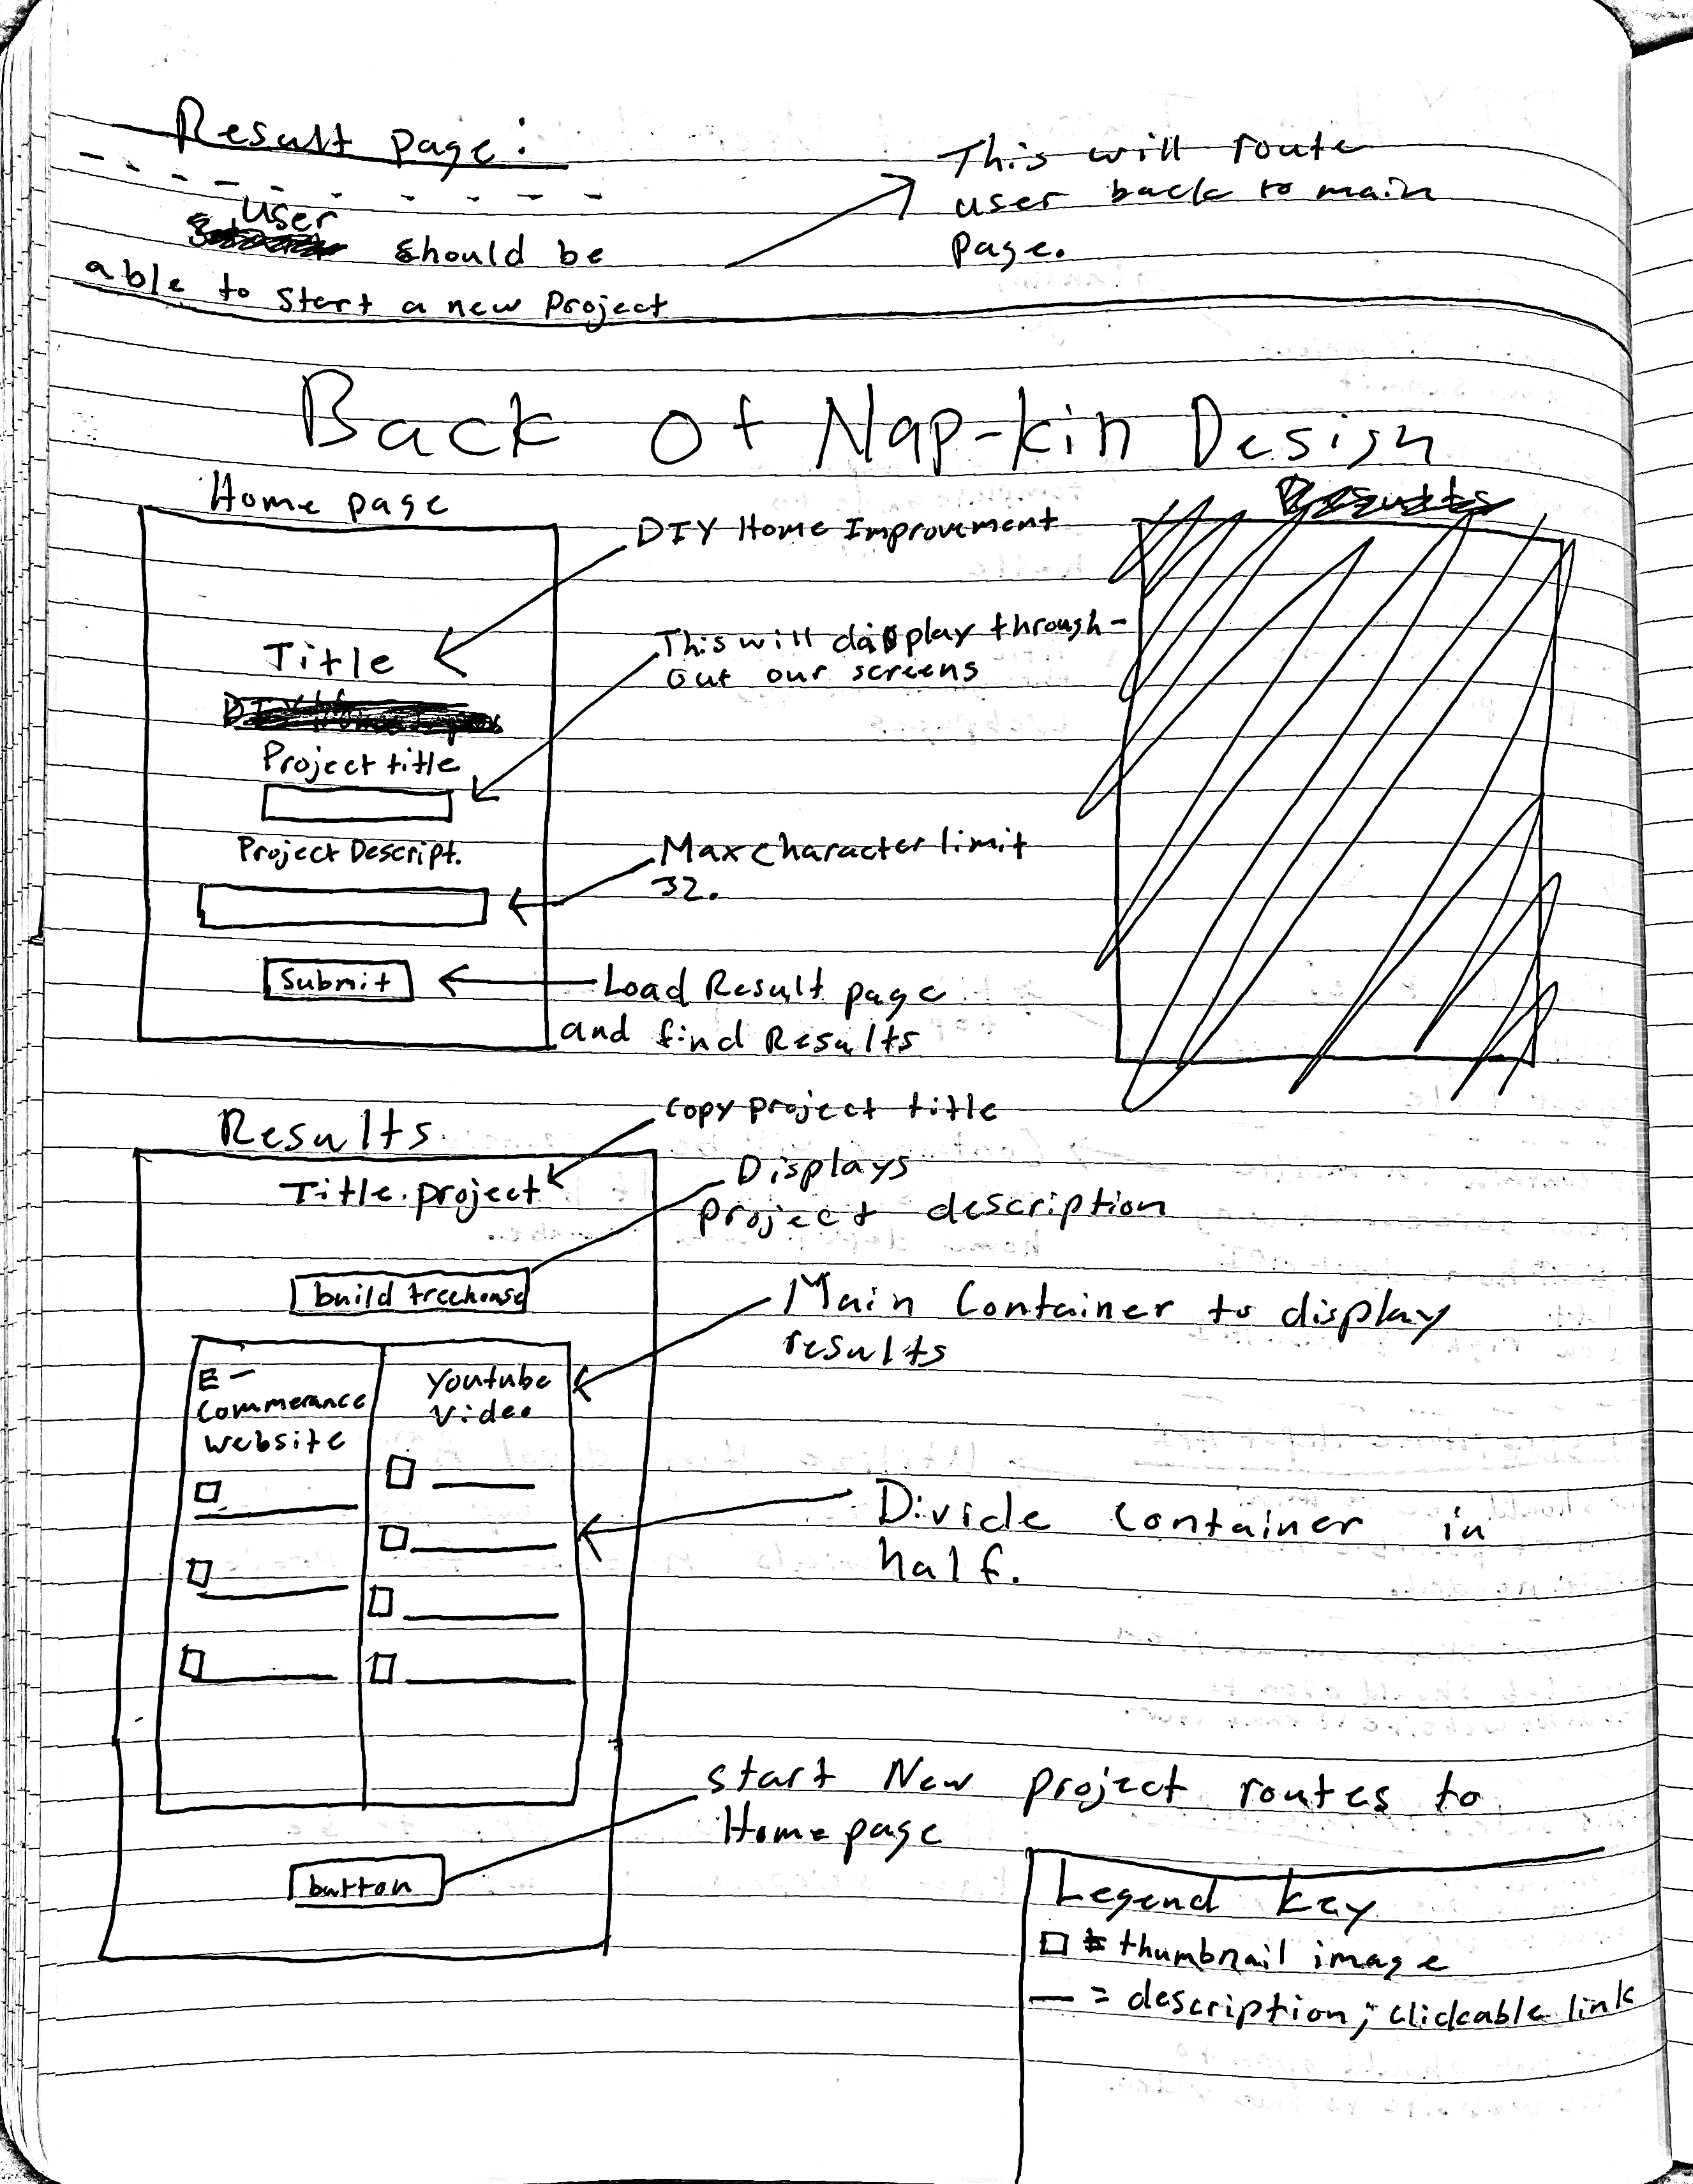 Result page:
User should be
able to start a new project
This will route
user back to main
page.
Back of Nap-kin Design
Home page
DIY Home Improvement
Title
This will display through-
out our screens
Project title
Project Descript.
Max character limit
32.
Submit
Load Result page
and find Results
Results
Results
copy project title
Title.project
Displays
project description
build treehouse
Main Container to display
results
E-
Commerance
website
Youtube
Video
Divide container in
half.
start New project routes to
Home page
button
Legend key
= thumbnail image
— = description; clickable link